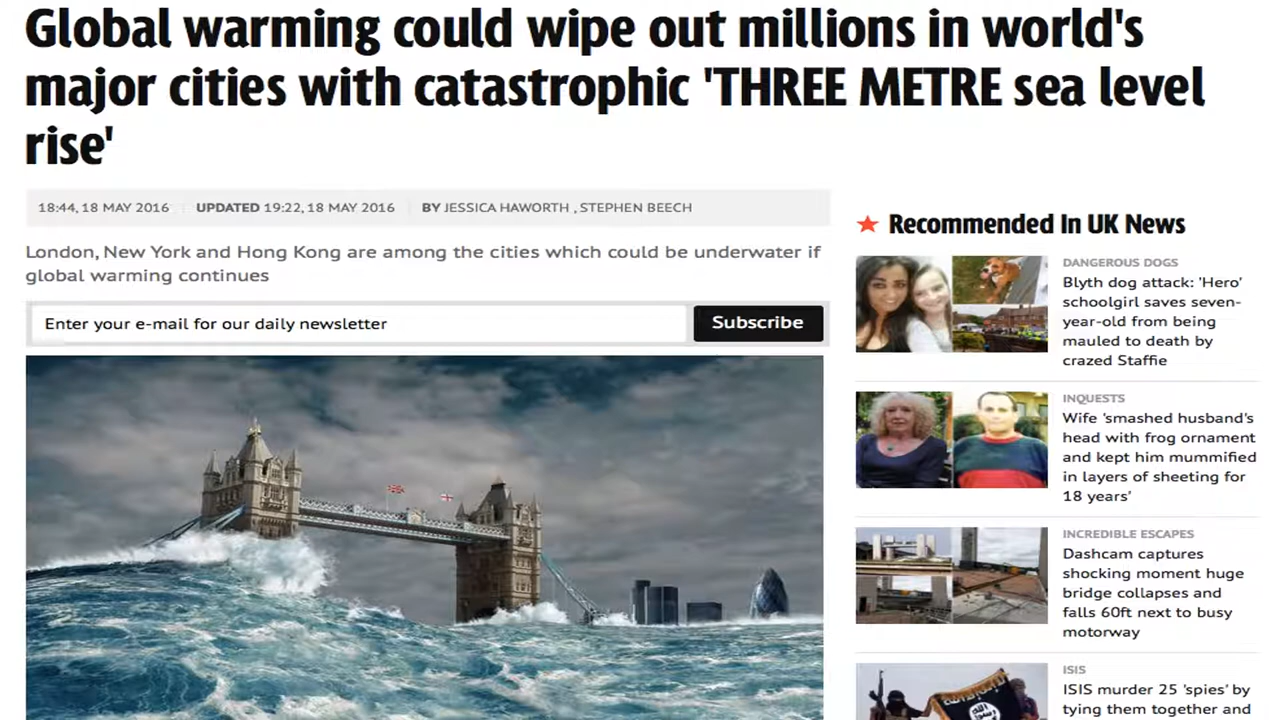 Global warming could wipe out millions in world's
major cities with catastrophic 'THREE METRE sea level
rise'
18:44, 18 MAY 2016 UPDATED 19:22, 18 MAY 2016 BY JESSICA HAWORTH , STEPHEN BEECH
London, New York and Hong Kong are among the cities which could be underwater if
global warming continues
Enter your e-mail for our daily newsletter
Subscribe
Recommended In UK News
DANGEROUS DOGS
Blyth dog attack: 'Hero'
schoolgirl saves seven-
year-old from being
mauled to death by
crazed Staffie
INQUESTS
Wife 'smashed husband's
head with frog ornament
and kept him mummified
in layers of sheeting for
18 years'
INCREDIBLE ESCAPES
Dashcam captures
shocking moment huge
bridge collapses and
falls 60ft next to busy
motorway
ISIS
ISIS murder 25 'spies' by
tying them together and